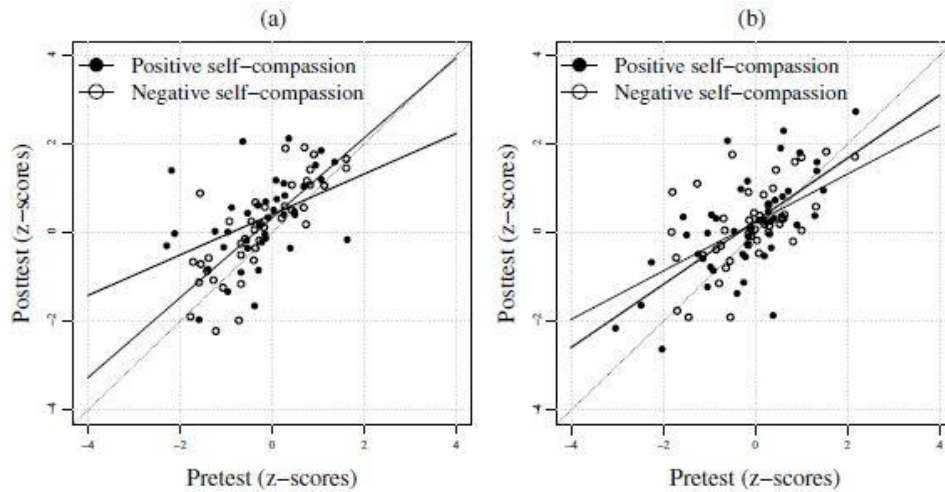 (a)
Positive self−compassion
Negative self−compassion
4
2
0
−2
−4
−4
−2
0
2
4
Posttest (z−scores)
Pretest (z−scores)
(b)
Positive self−compassion
Negative self−compassion
4
2
0
−2
−4
−4
−2
0
2
4
Posttest (z−scores)
Pretest (z−scores)